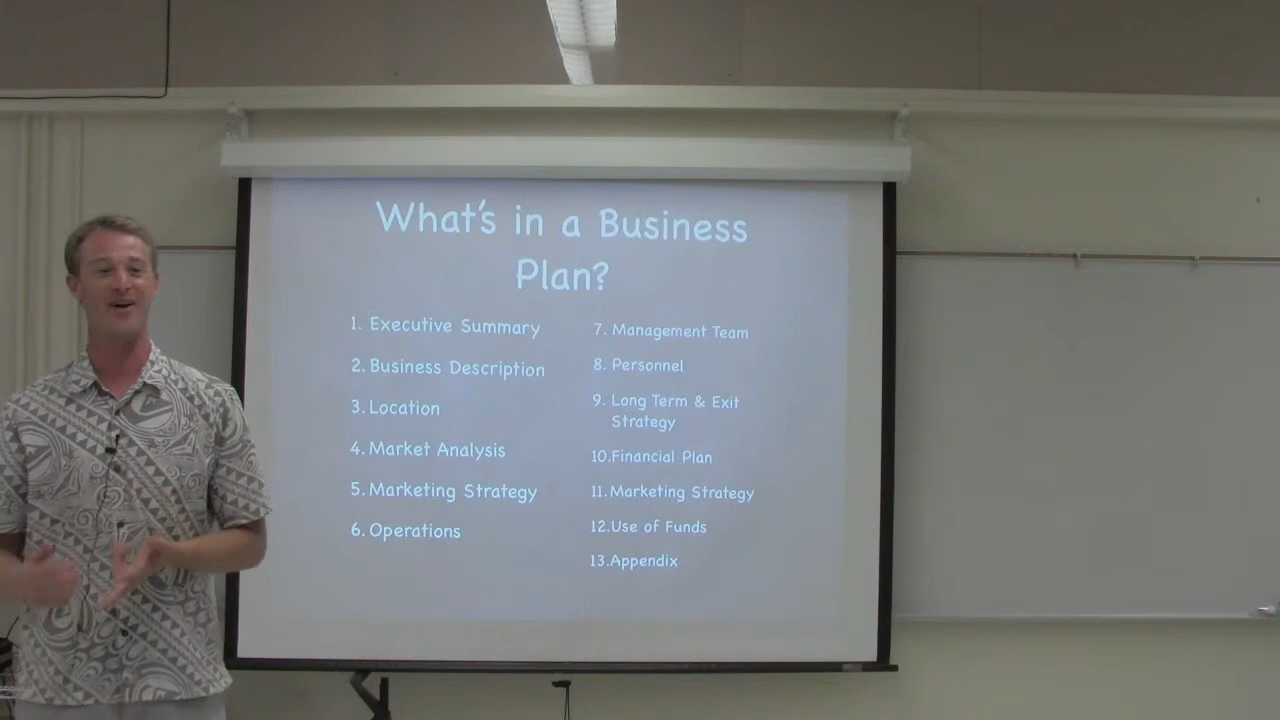 What's in a Business
Plan?
1. Executive Summary
2. Business Description
3. Location
4. Market Analysis
5. Marketing Strategy
6. Operations
7. Management Team
8. Personnel
9. Long Term & Exit
Strategy
10.Financial Plan
11. Marketing Strategy
12.Use of Funds
13.Appendix